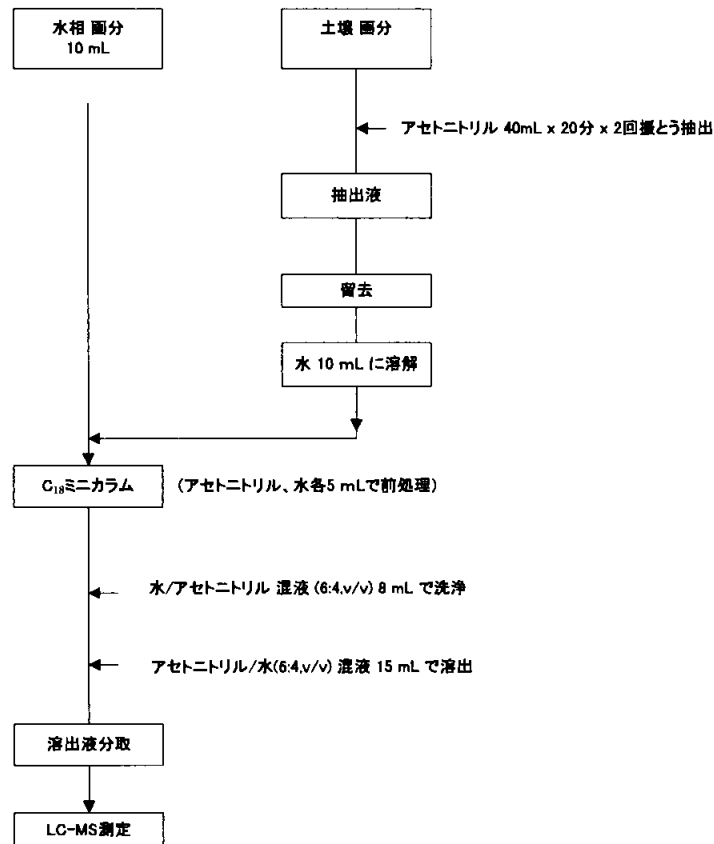 水相 画分
10 mL
土壌 画分
アセトニトリル 40mL x 20分 x 2回振とう抽出
抽出液
留去
水 10 mL に溶解
C₁₈ミニカラム
(アセトニトリル、水各5 mLで前処理)
水/アセトニトリル 混液 (6:4,v/v) 8 mL で洗浄
アセトニトリル/水(6:4,v/v) 混液 15 mL で溶出
溶出液分取
LC-MS測定